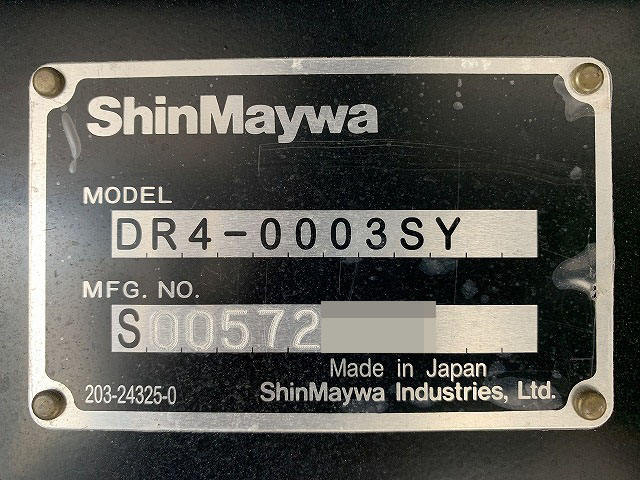 ShinMaywa
MODEL
DR4-0003SY
MFG. NO.
S00572
Made in Japan
203-24325-0
ShinMaywa Industries, Ltd.